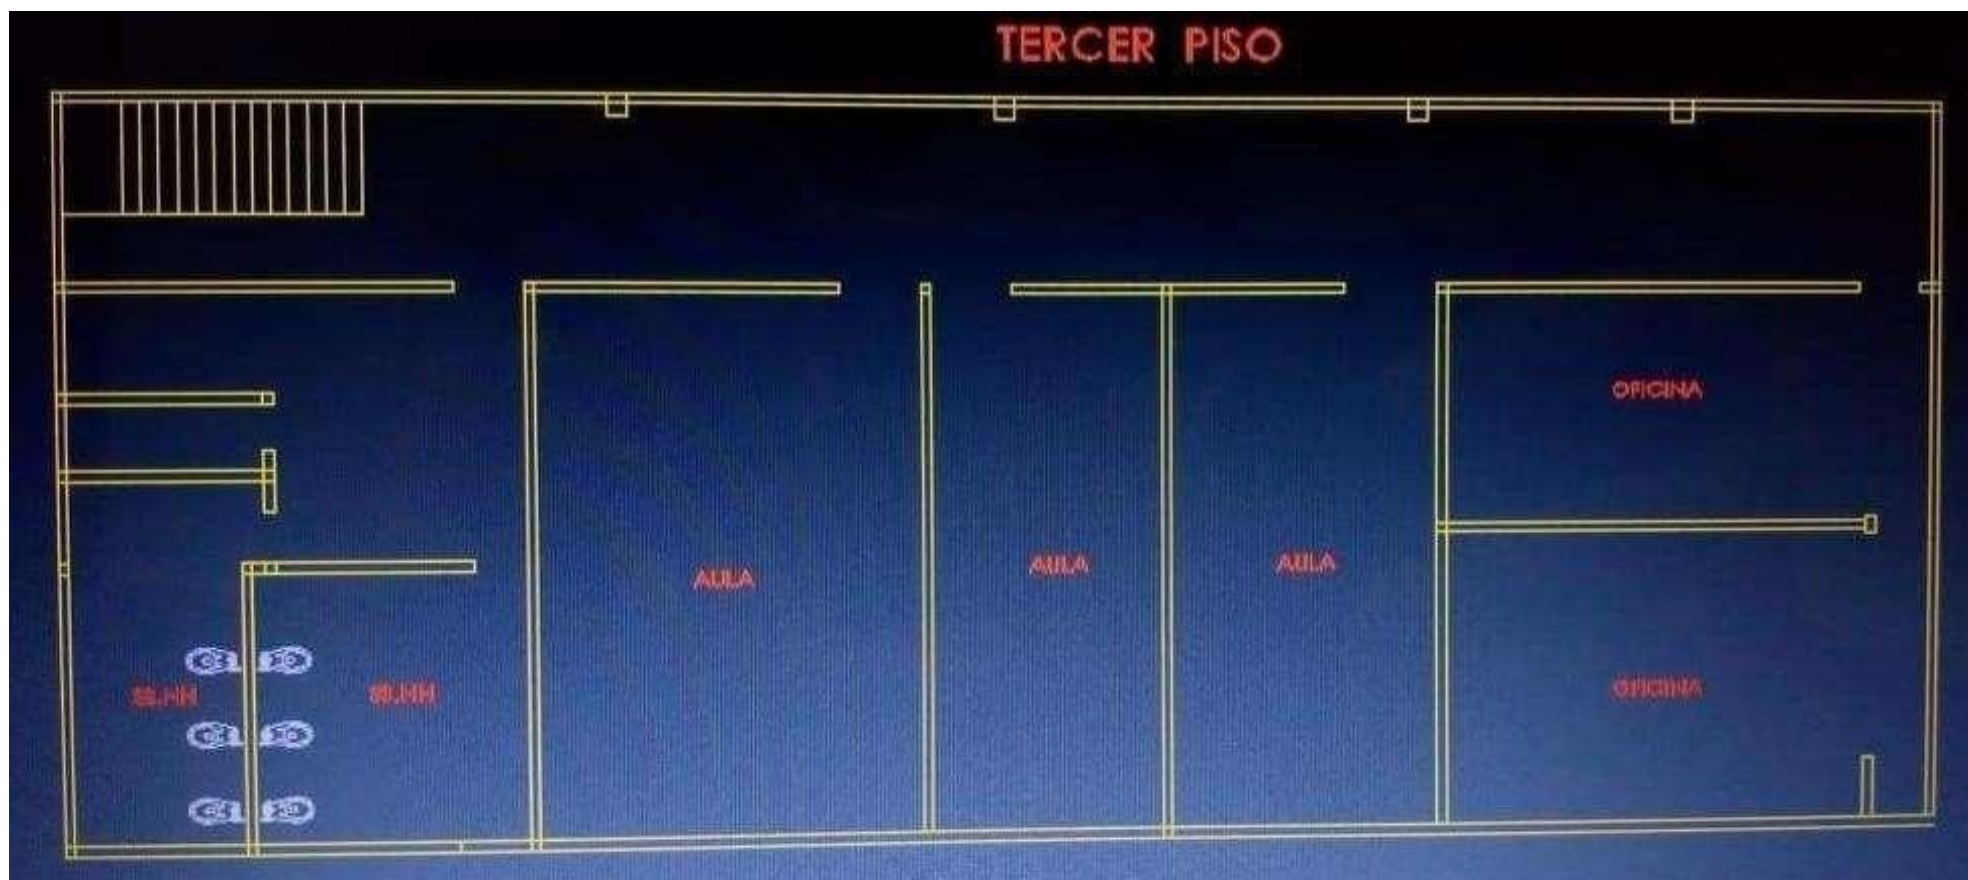 TERCER PISO
OFICINA
AULA
AULA
AULA
SS.HH
SS.HH
OFICINA